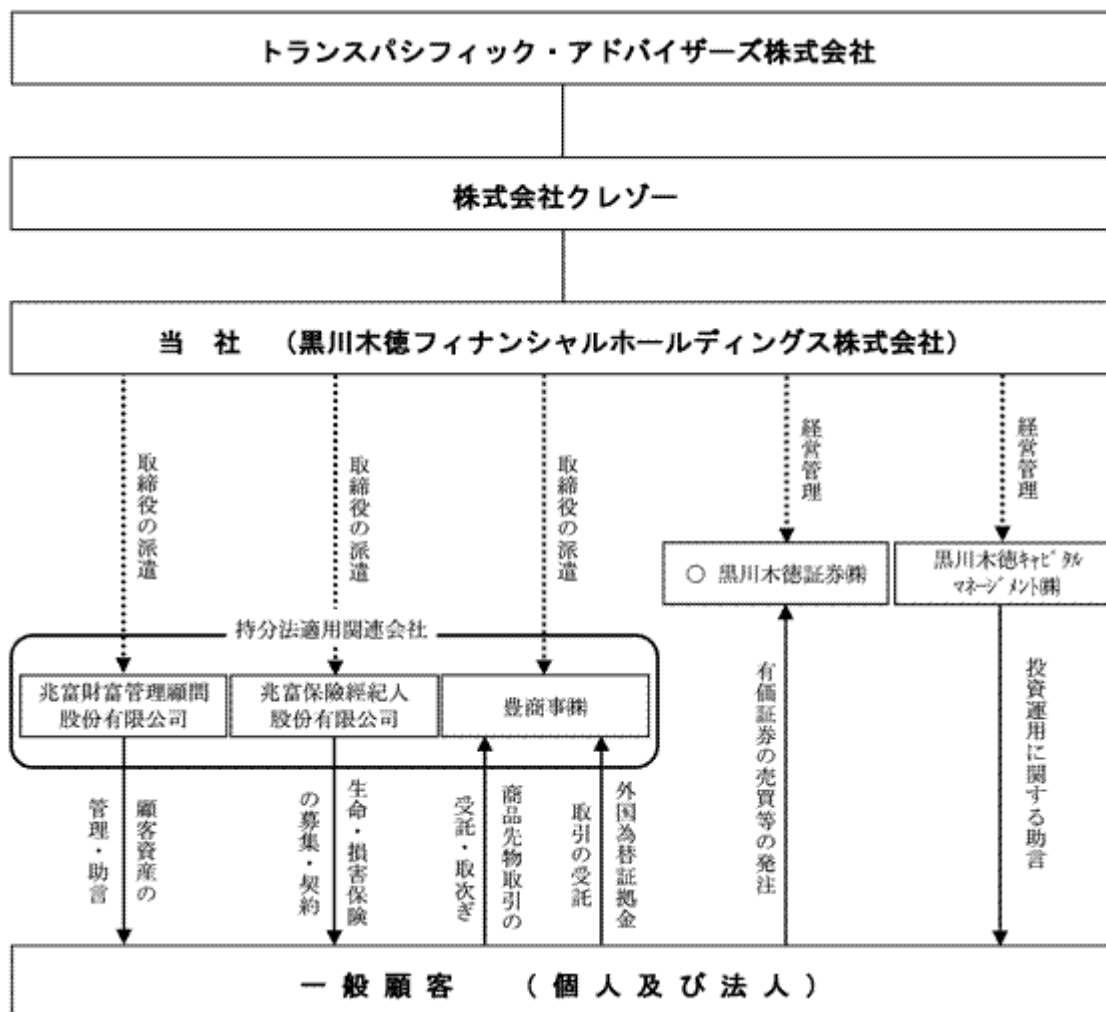 トランスパシフィック・アドバイザーズ株式会社
株式会社クレゾー
当 社 （黒川木徳フィナンシャルホールディングス株式会社）
取締役の派遣
取締役の派遣
取締役の派遣
経営管理
経営管理
○ 黒川木徳証券㈱
黒川木徳ｷｬﾋﾟﾀﾙ
ﾏﾈｰｼﾞﾒﾝﾄ㈱
持分法適用関連会社
兆富財富管理顧問
股份有限公司
兆富保險經紀人
股份有限公司
豊商事㈱
顧客資産の
管理・助言
生命・損害保険
の募集・契約
商品先物取引の
受託・取次ぎ
外国為替証拠金
取引の受託
有価証券の売買等の発注
投資運用に関する助言
一 般 顧 客 （ 個 人 及 び 法 人 ）